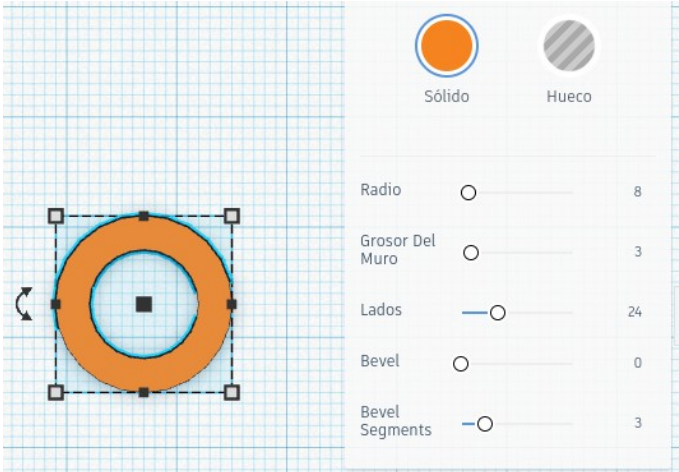 Sólido Hueco
Radio 8
Grosor Del
Muro 3
Lados 24
Bevel 0
Bevel
Segments 3